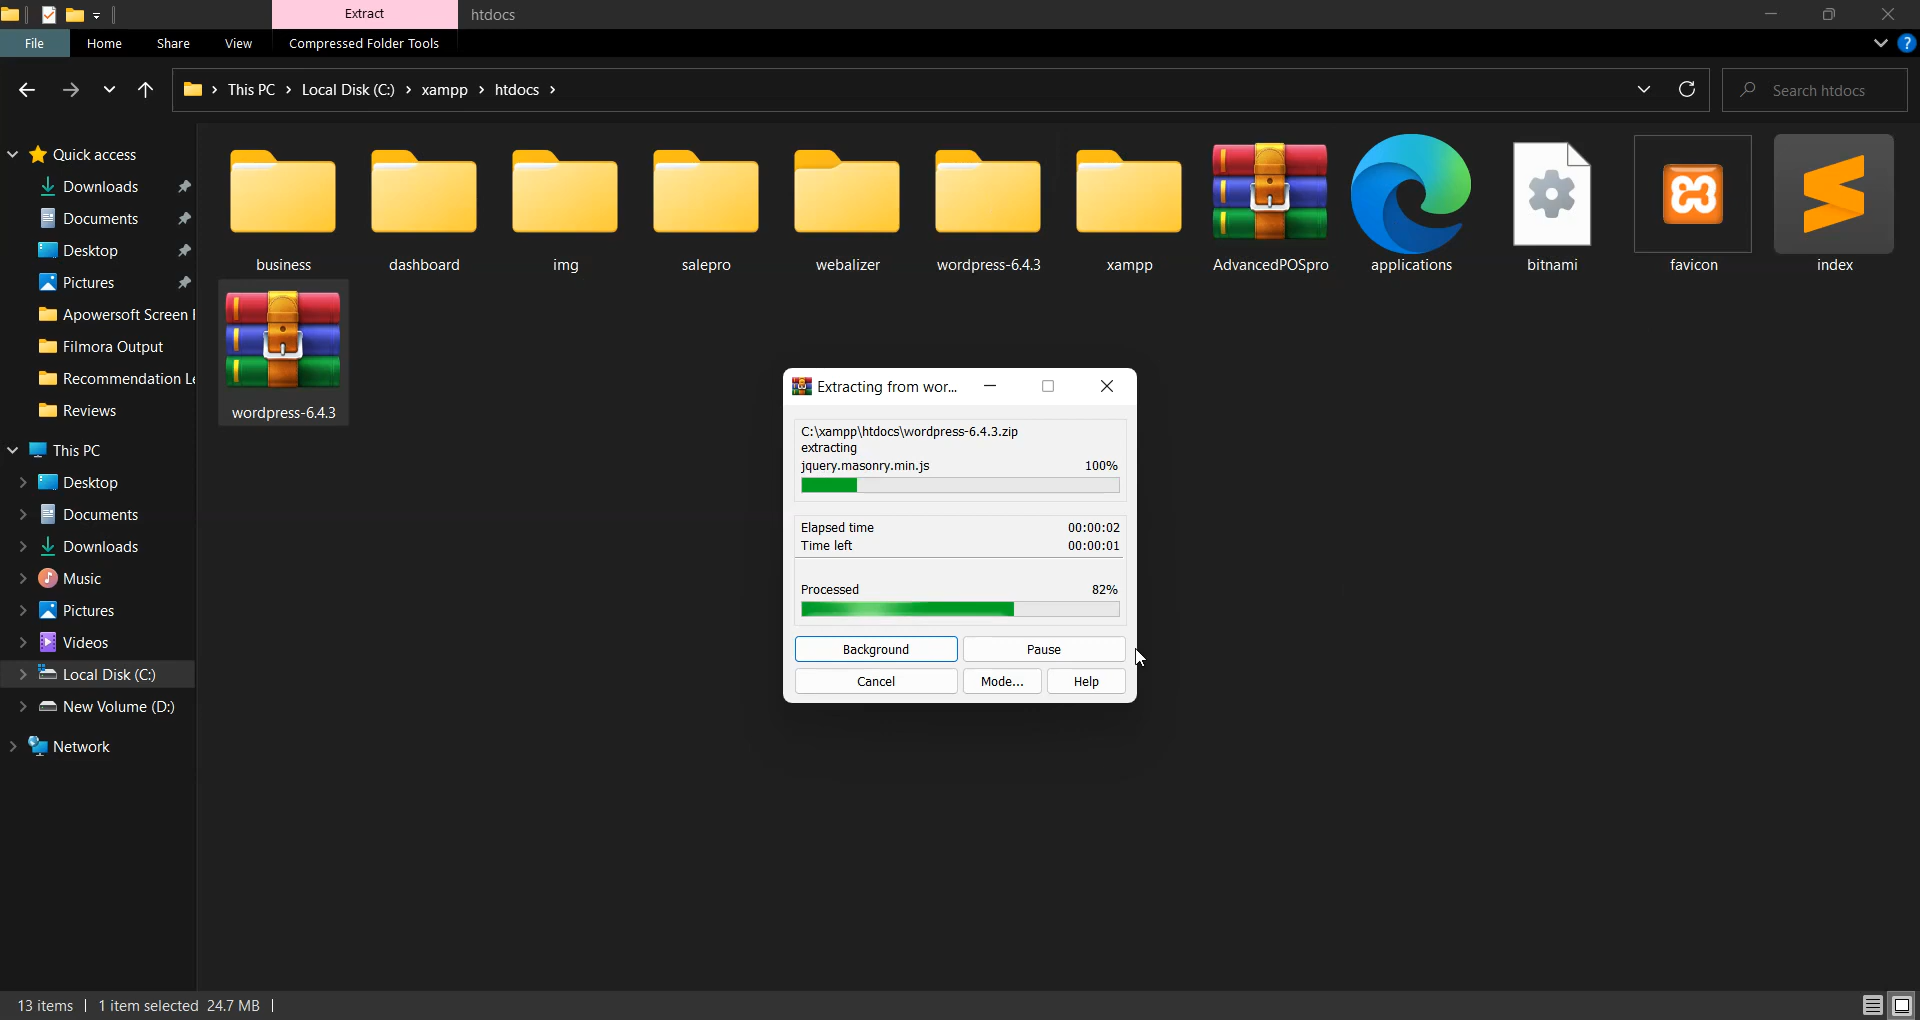 Extract
htdocs
File
Home
Share
View
Compressed Folder Tools
?
This PC
Local Disk (C:)
xampp
htdocs
Search htdocs
Quick access
Downloads
Documents
Desktop
Pictures
Apowersoft Screen
Filmora Output
Recommendation Le
Reviews
This PC
Desktop
Documents
Downloads
Music
Pictures
Videos
Local Disk (C:)
New Volume (D:)
Network
business
dashboard
img
salepro
webalizer
wordpress-6.4.3
xampp
AdvancedPOSpro
applications
bitnami
favicon
index
wordpress-6.4.3
Extracting from wor...
C:\xampp\htdocs\wordpress-6.4.3.zip
extracting
jquery.masonry.min.js 100%
Elapsed time 00:00:02
Time left 00:00:01
Processed 82%
Background
Pause
Cancel
Mode...
Help
13 items
1 item selected 24.7 MB